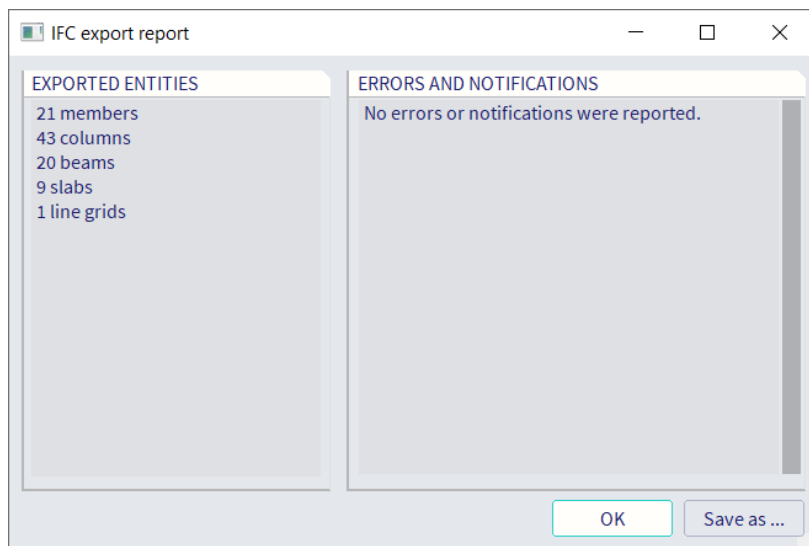 IFC export report
EXPORTED ENTITIES
21 members
43 columns
20 beams
9 slabs
1 line grids
ERRORS AND NOTIFICATIONS
No errors or notifications were reported.
OK
Save as ...